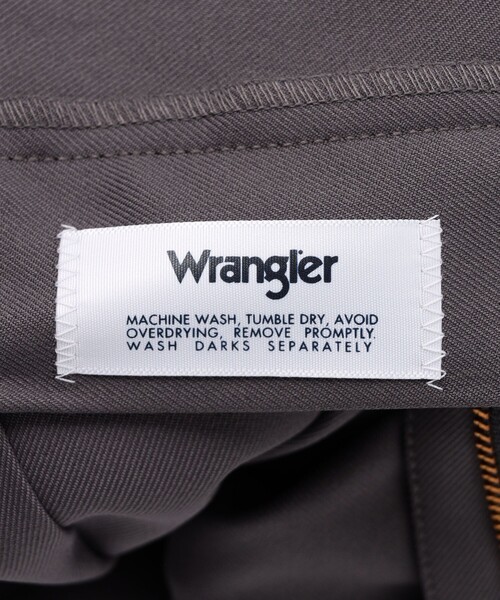 Wrangler
MACHINE WASH, TUMBLE DRY, AVOID
OVERDRYING, REMOVE PROMPTLY.
WASH DARKS SEPARATELY